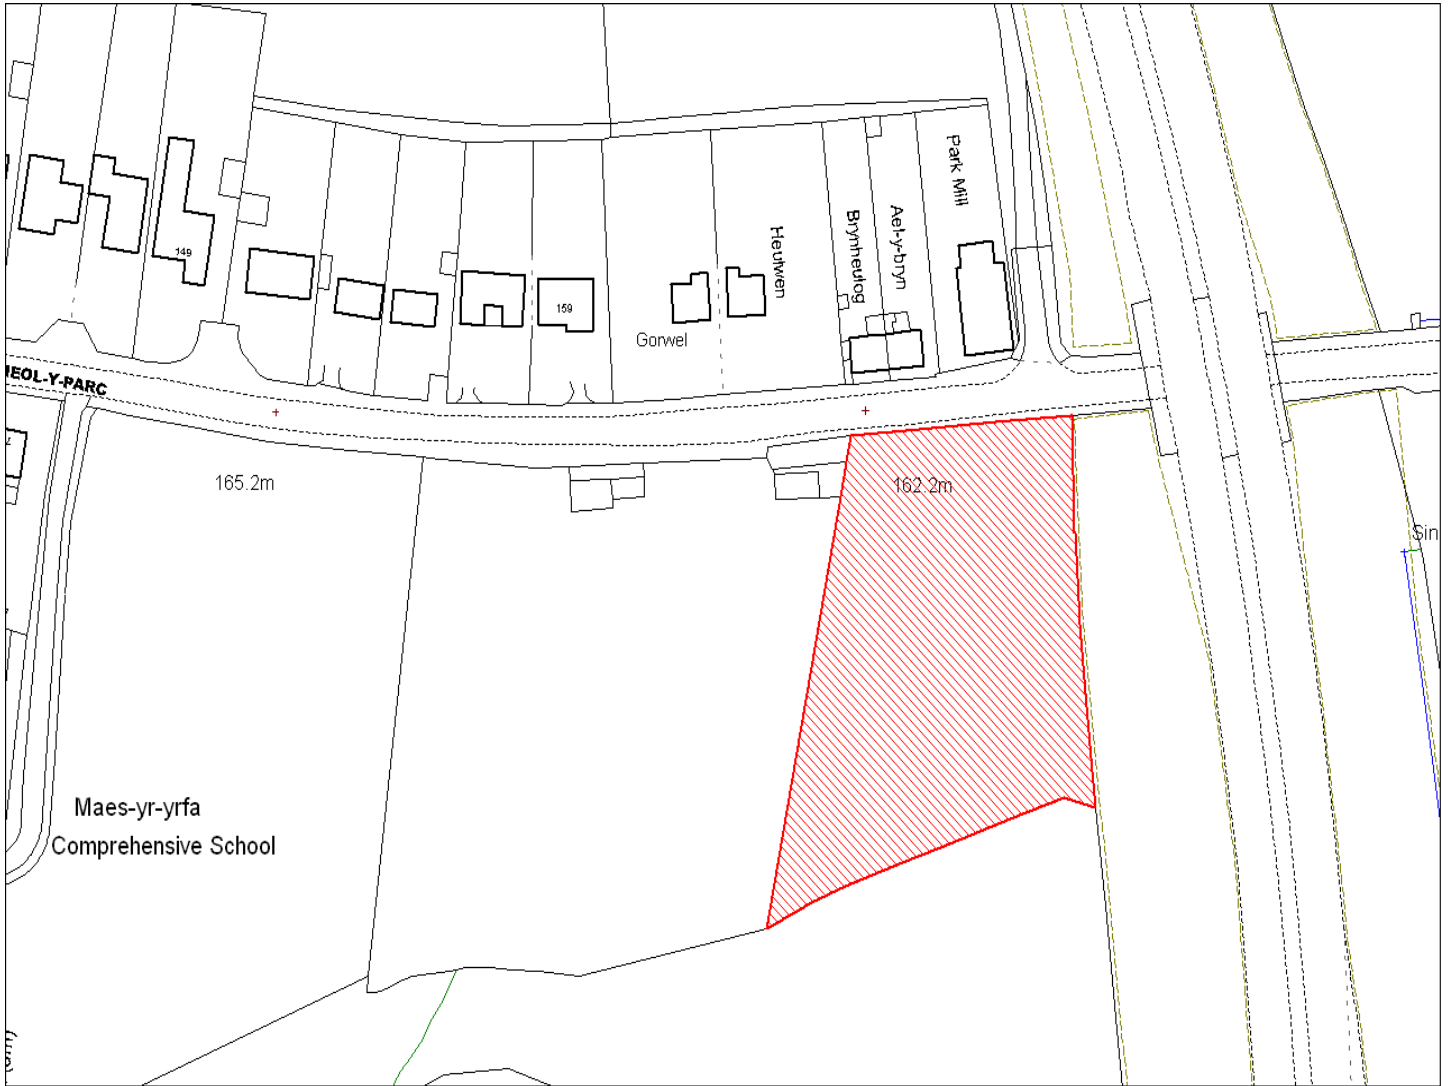 Park Mill
Ael-y-bryn
Brynheulog
Heulwen
149
159
Gorwel
HEOL-Y-PARC
165.2m
162.2m
Sin
Maes-yr-yrfa
Comprehensive School